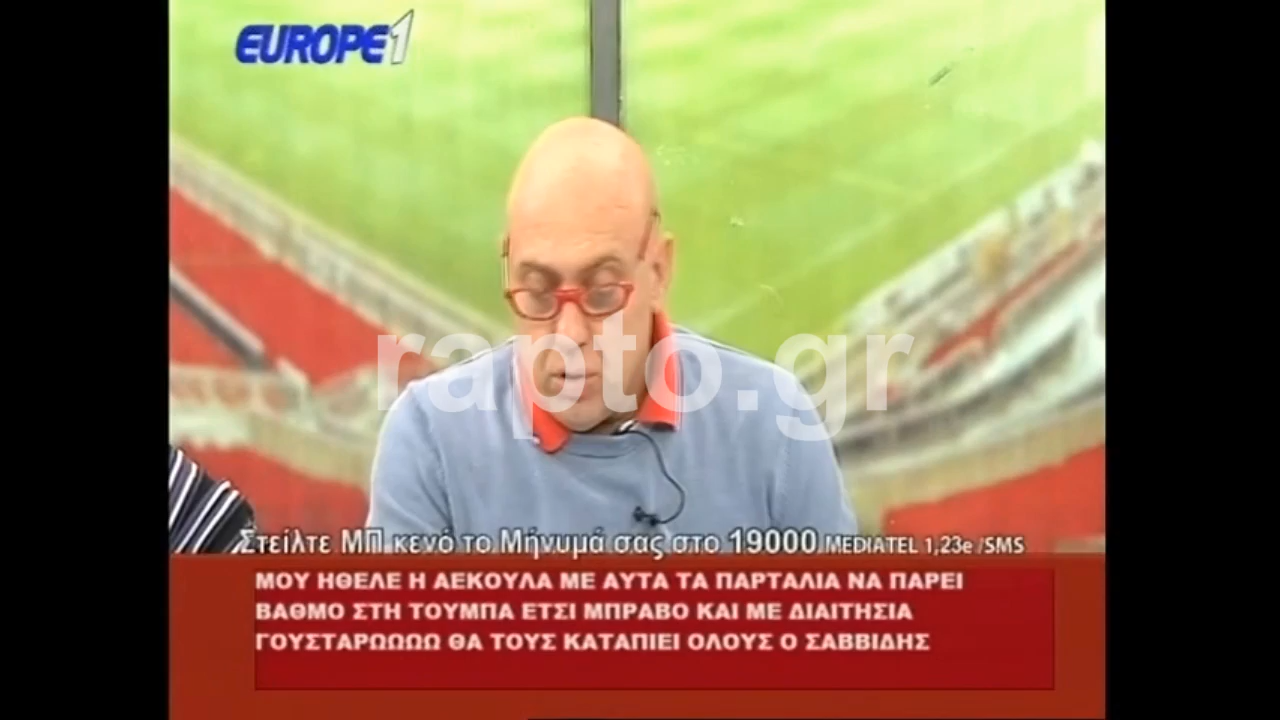 EUROPE1
rapto.gr
Στείλτε ΜΠ κενό το Μήνυμά σας στο 19000 MEDIATEL 1,23e /SMS
ΜΟΥ ΗΘΕΛΕ Η ΑΕΚΟΥΛΑ ΜΕ ΑΥΤΑ ΤΑ ΠΑΡΤΑΛΙΑ ΝΑ ΠΑΡΕΙ
ΒΑΘΜΟ ΣΤΗ ΤΟΥΜΠΑ ΕΤΣΙ ΜΠΡΑΒΟ ΚΑΙ ΜΕ ΔΙΑΙΤΗΣΙΑ
ΓΟΥΣΤΑΡΩΩΩΩ ΘΑ ΤΟΥΣ ΚΑΤΑΠΙΕΙ ΟΛΟΥΣ Ο ΣΑΒΒΙΔΗΣ